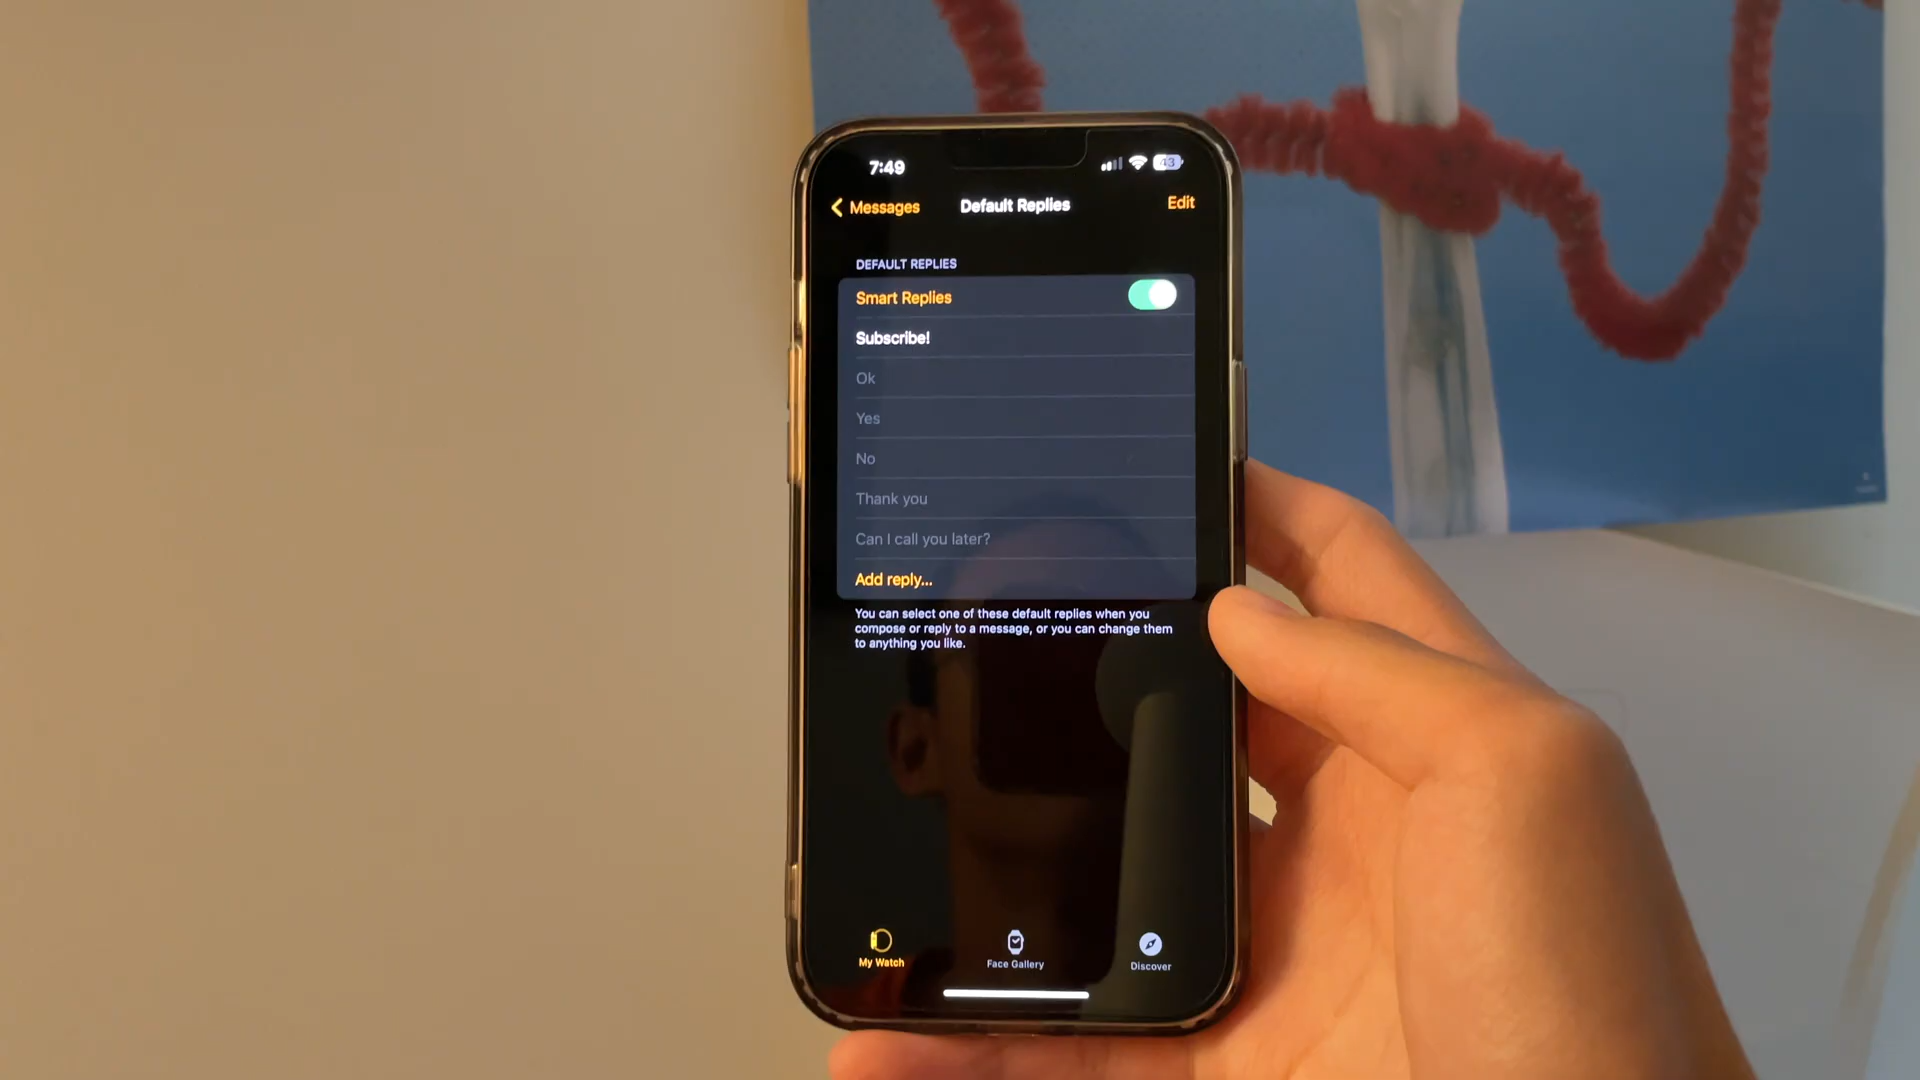 7:49
43
Messages
Default Replies
Edit
DEFAULT REPLIES
Smart Replies
Subscribe!
Ok
Yes
No
Thank you
Can I call you later?
Add reply...
You can select one of these default replies when you
compose or reply to a message, or you can change them
to anything you like.
My Watch
Face Gallery
Discover